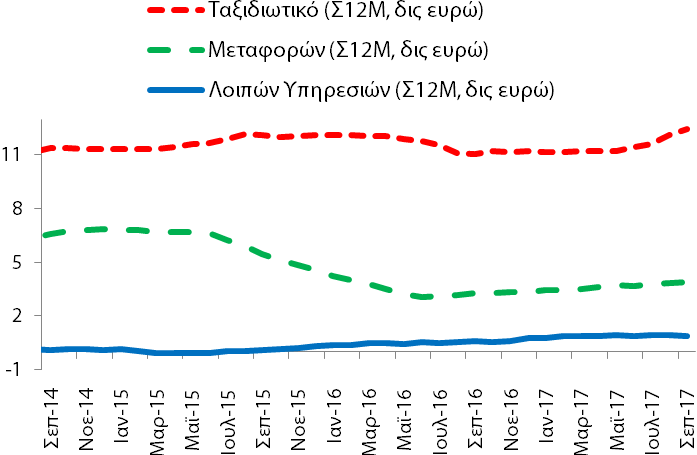 Ταξιδιωτικό (Σ12Μ, δις ευρώ)
Μεταφορών (Σ12Μ, δις ευρώ)
Λοιπών Υπηρεσιών (Σ12Μ, δις ευρώ)
11
8
5
2
-1
Σεπ-14
Νοε-14
Ιαν-15
Μαρ-15
Μαϊ-15
Ιουλ-15
Σεπ-15
Νοε-15
Ιαν-16
Μαρ-16
Μαϊ-16
Ιουλ-16
Σεπ-16
Νοε-16
Ιαν-17
Μαρ-17
Μαϊ-17
Ιουλ-17
Σεπ-17